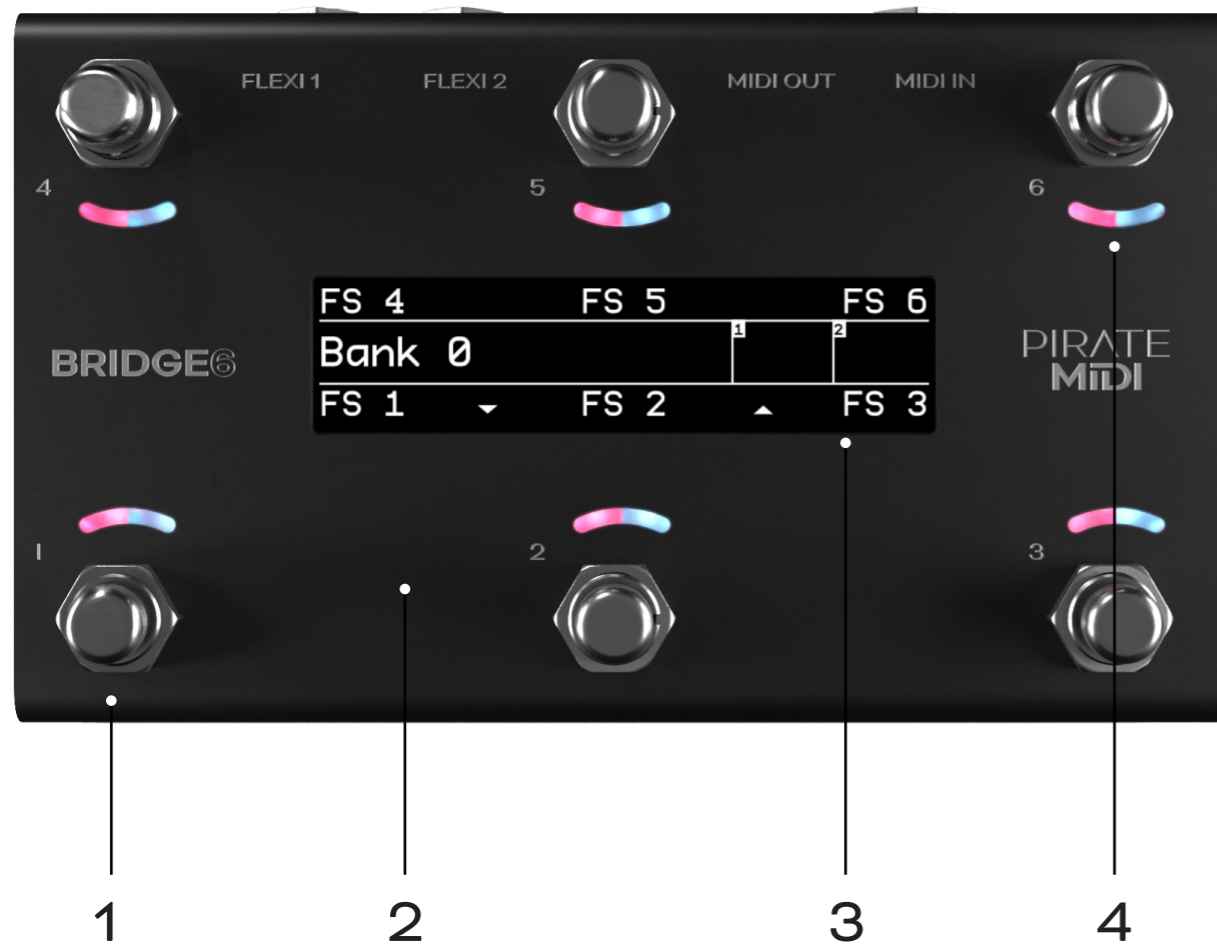 FLEXI 1 FLEXI 2 MIDI OUT MIDI IN
4 5 6
FS 4 FS 5 FS 6
1 2
Bank 0
FS 1 FS 2 FS 3
BRIDGE6
PIRATE
MIDI
1 2 3
1 2 3 4